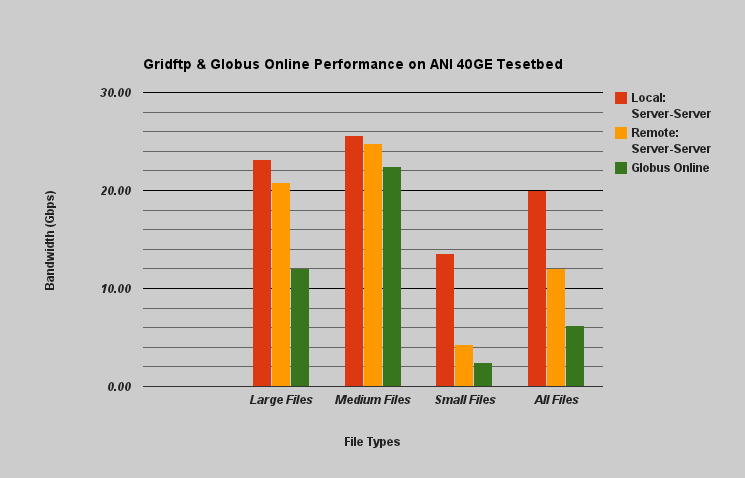 Gridftp & Globus Online Performance on ANI 40GE Tesetbed
30.00
20.00
10.00
0.00
Bandwidth (Gbps)
Large Files
Medium Files
Small Files
All Files
File Types
Local:
Server-Server
Remote:
Server-Server
Globus Online